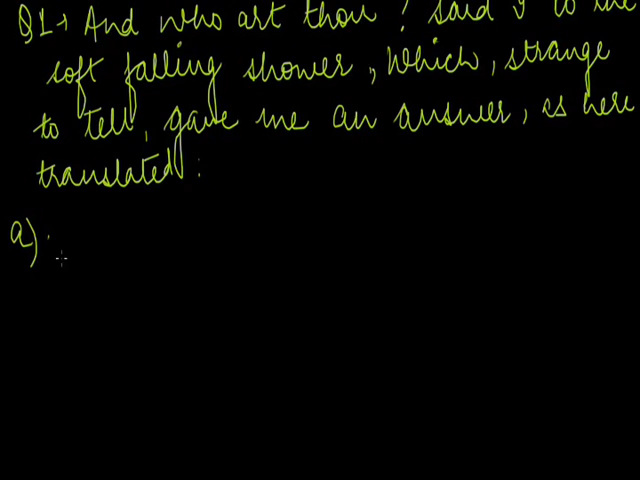 Q1→ And who art thou? said I to the
soft falling shower, which, strange
to tell, gave me an answer, as here
translated:
a)